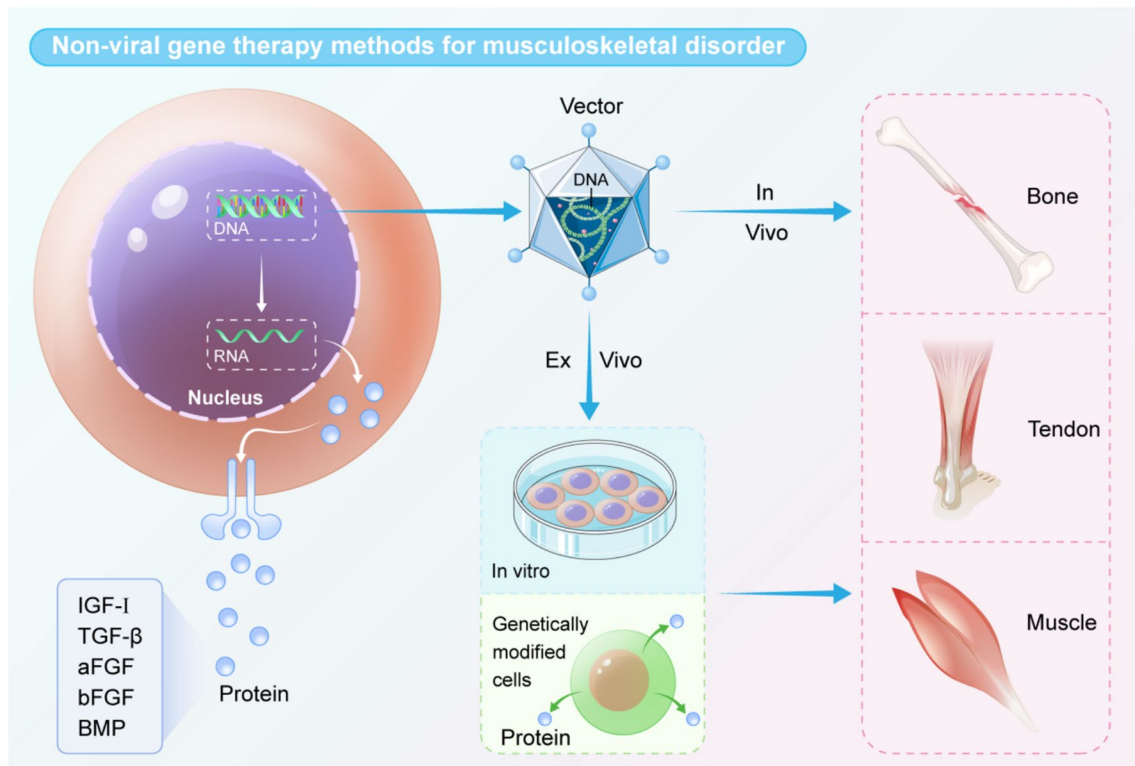 Non-viral gene therapy methods for musculoskeletal disorder
Vector
DNA
DNA
RNA
Nucleus
In
Vivo
Ex Vivo
Bone
Tendon
Muscle
In vitro
Genetically
modified
cells
Protein
IGF-I
TGF-β
aFGF
bFGF
BMP
Protein